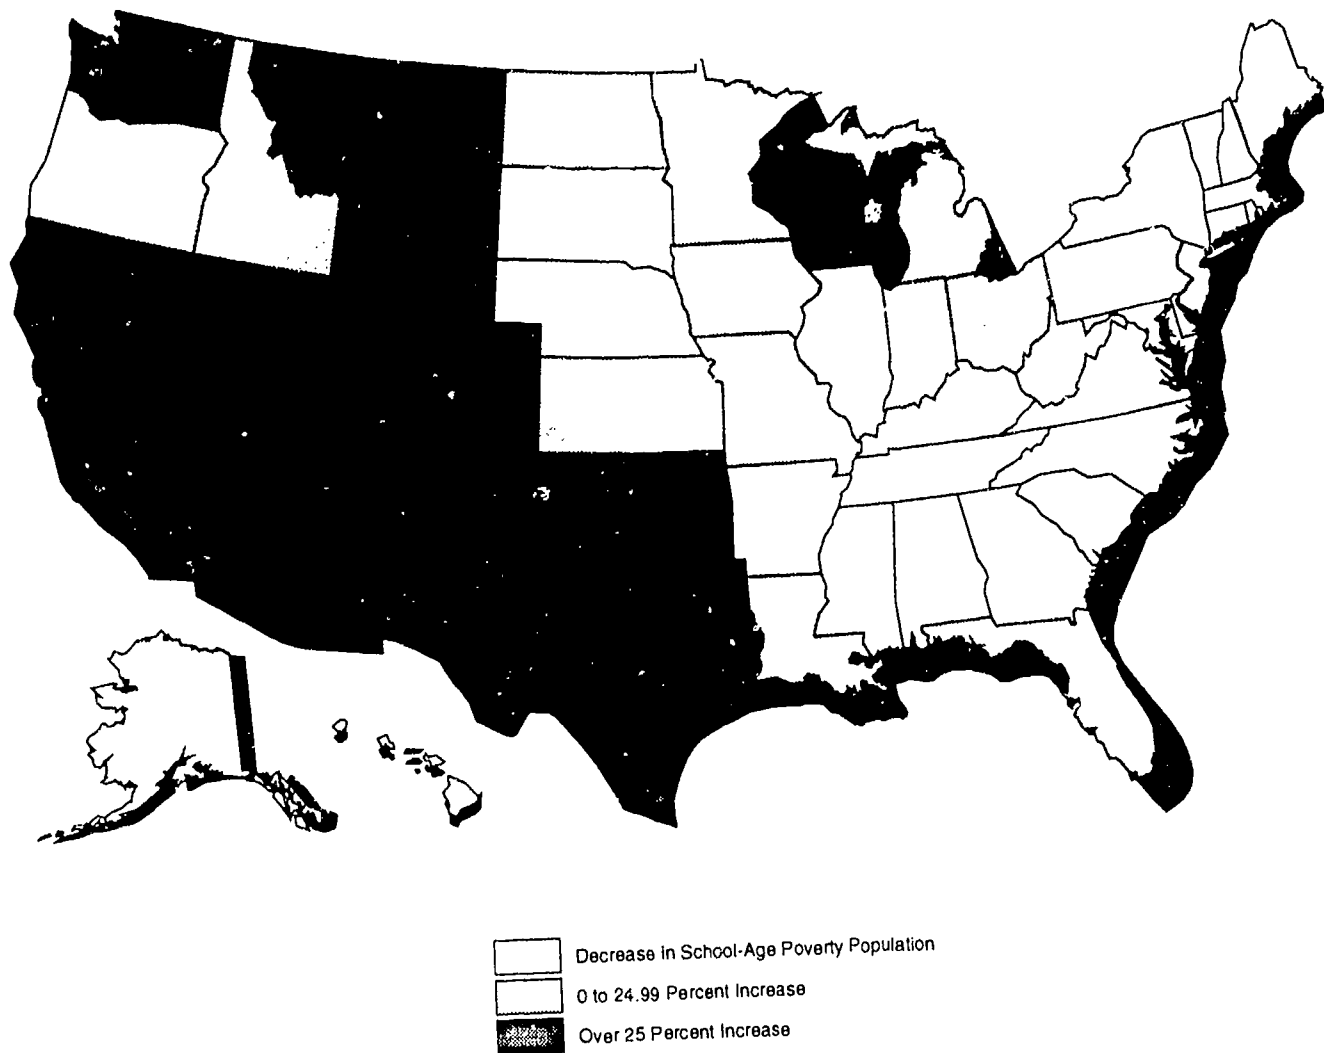 Decrease in School-Age Poverty Population
0 to 24.99 Percent Increase
Over 25 Percent Increase